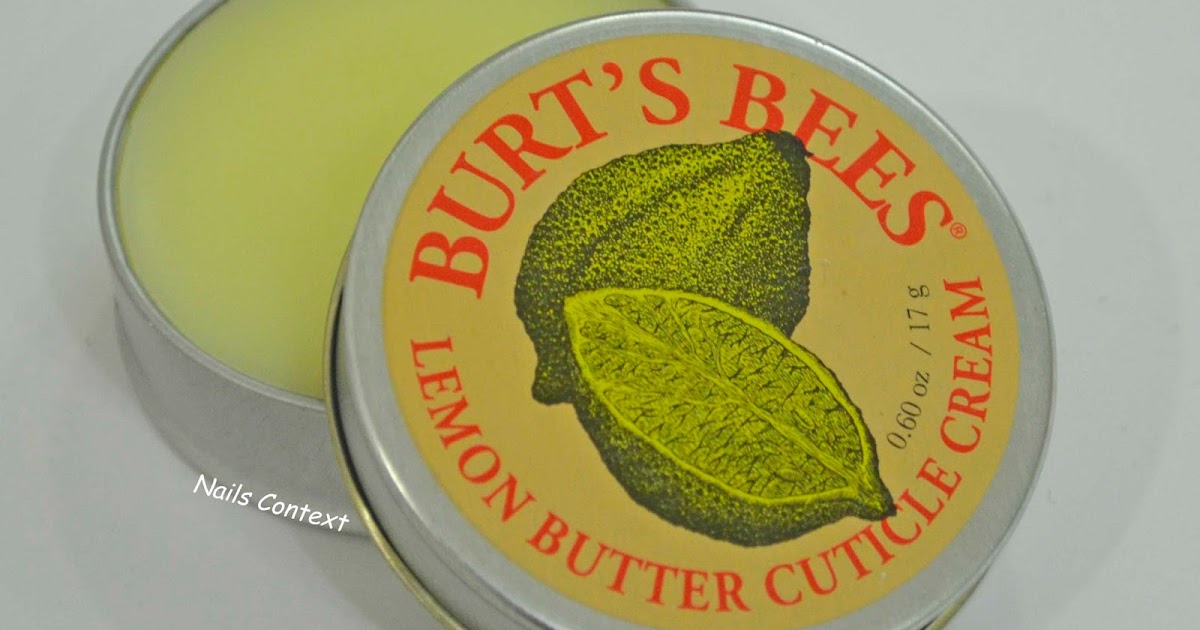 BURT'S BEES®
LEMON BUTTER CUTICLE CREAM
0.60 oz / 17 g
Nails Context